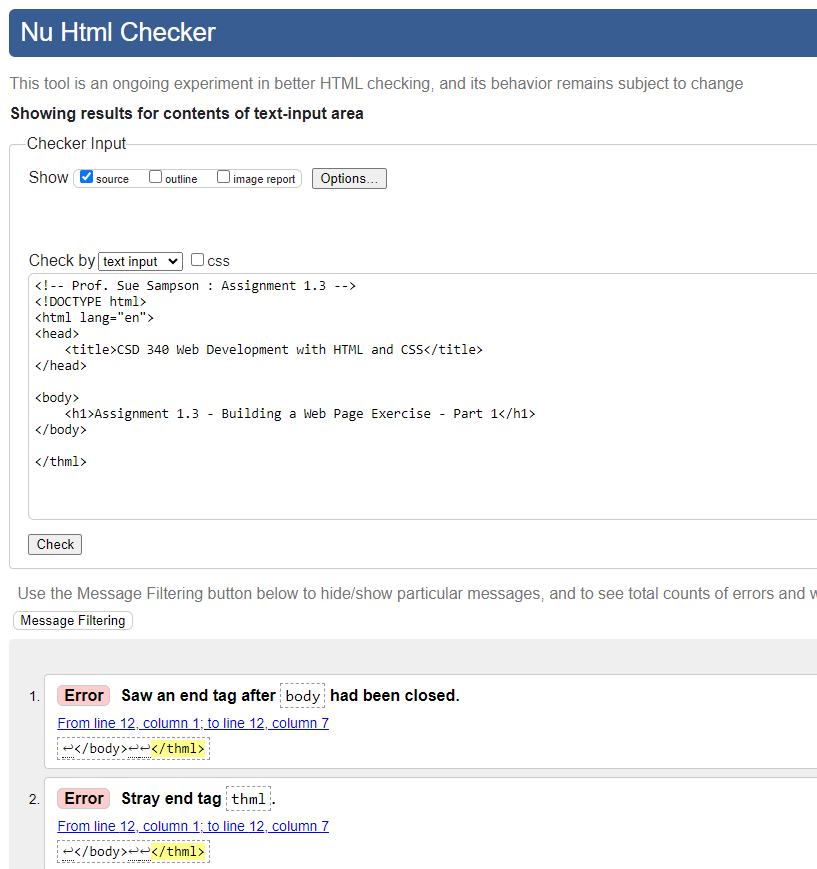 Nu Html Checker
This tool is an ongoing experiment in better HTML checking, and its behavior remains subject to change
Showing results for contents of text-input area
Checker Input
Show source outline image report Options...
Check by text input css
<!-- Prof. Sue Sampson : Assignment 1.3 -->
<!DOCTYPE html>
<html lang="en">
<head>
    <title>CSD 340 Web Development with HTML and CSS</title>
</head>
<body>
    <h1>Assignment 1.3 - Building a Web Page Exercise - Part 1</h1>
</body>
</thml>
Check
Use the Message Filtering button below to hide/show particular messages, and to see total counts of errors and
Message Filtering
1. Error Saw an end tag after body had been closed.
From line 12, column 1; to line 12, column 7
↩</body>↩↩</thml>
2. Error Stray end tag thml.
From line 12, column 1; to line 12, column 7
↩</body>↩↩</thml>